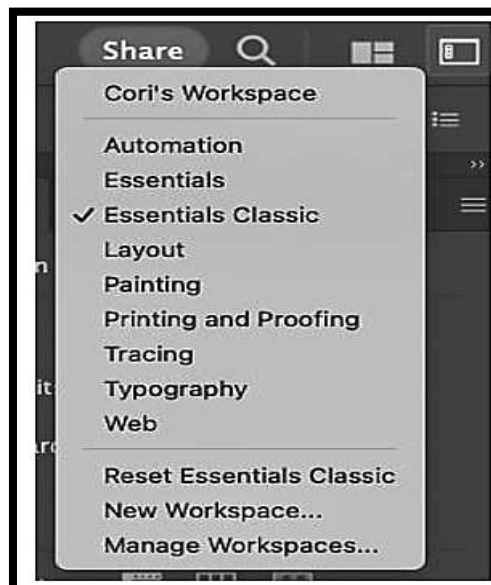 Share
Cori's Workspace
Automation
Essentials
✓ Essentials Classic
Layout
Painting
Printing and Proofing
Tracing
Typography
Web
Reset Essentials Classic
New Workspace...
Manage Workspaces...